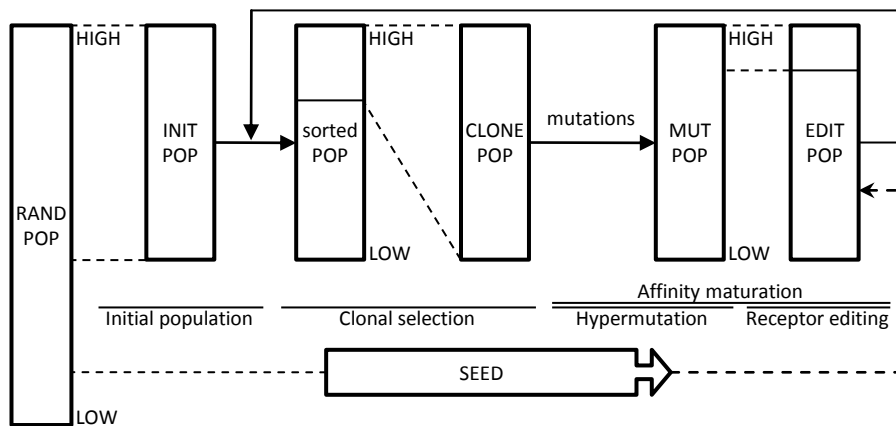 HIGH
HIGH
HIGH
RAND
POP
INIT
POP
sorted
POP
CLONE
POP
mutations
MUT
POP
EDIT
POP
LOW
LOW
Affinity maturation
Initial population
Clonal selection
Hypermutation
Receptor editing
SEED
LOW